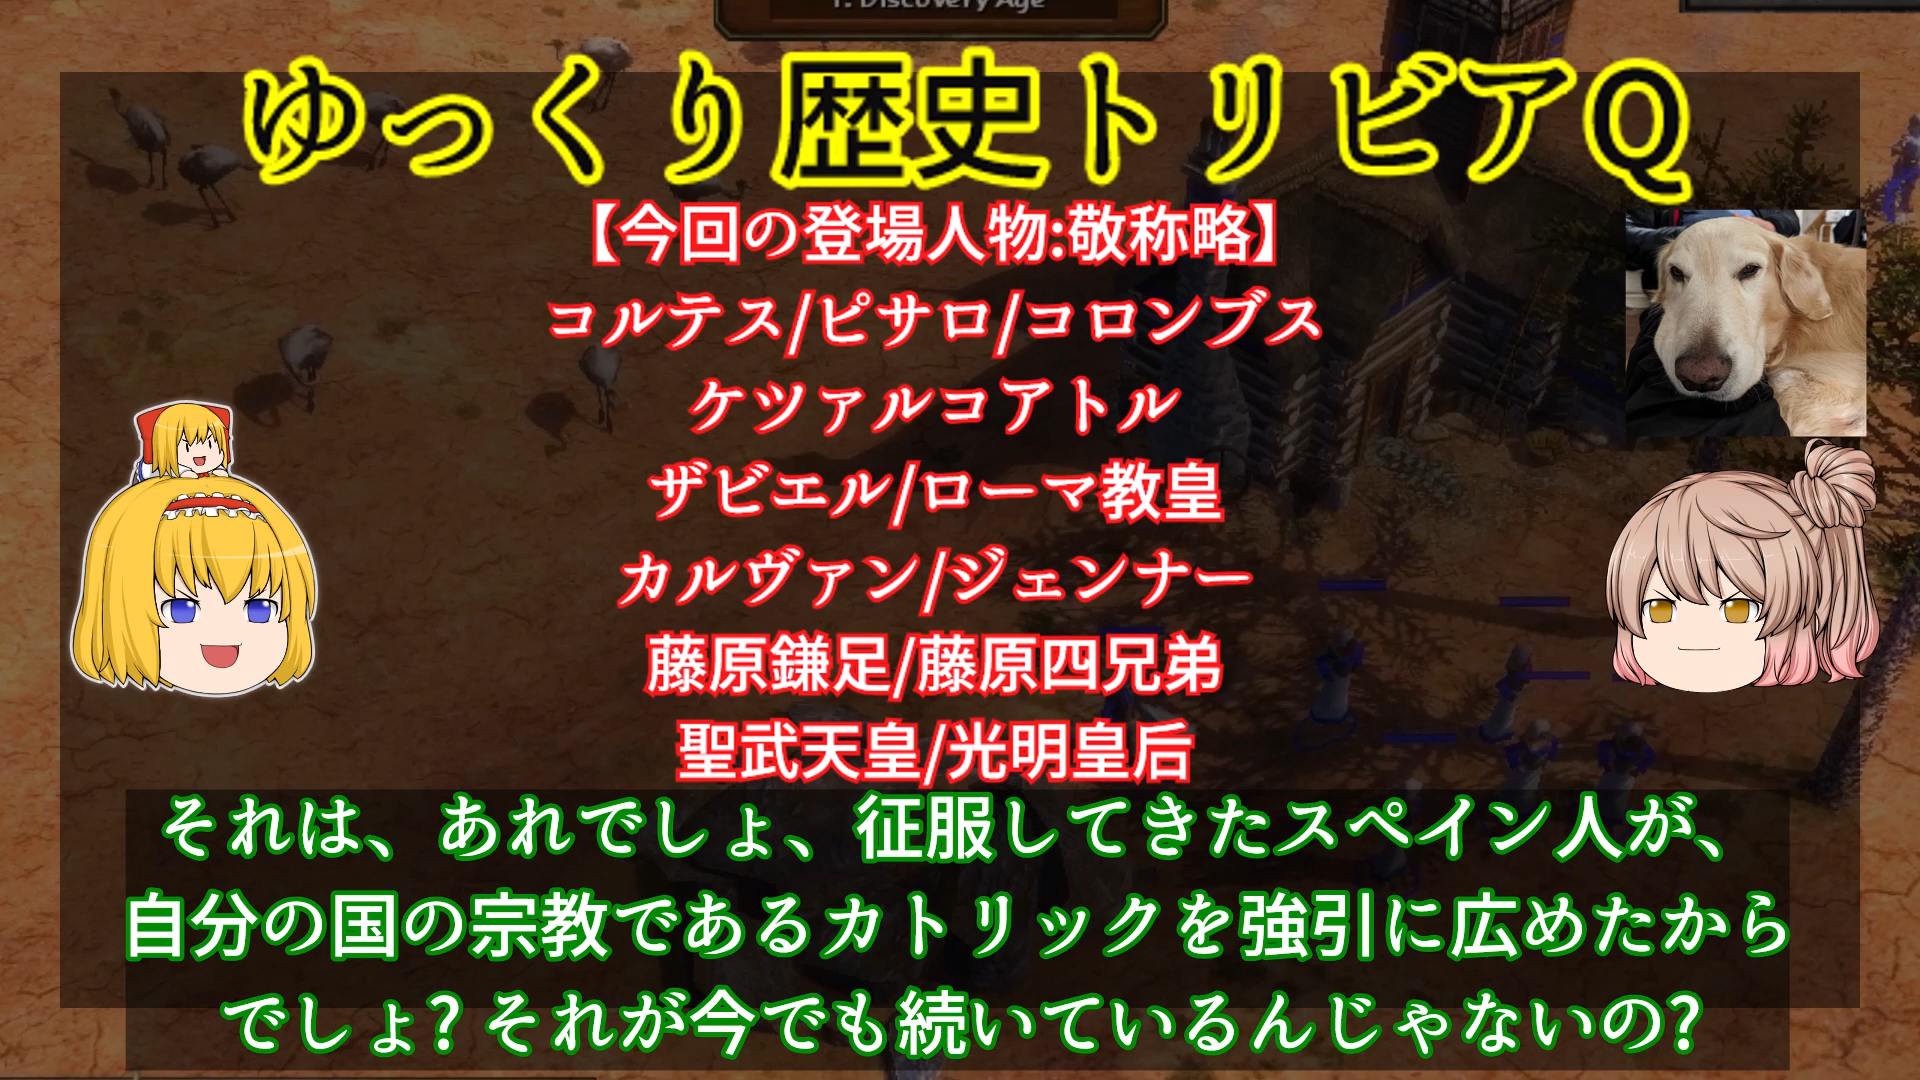 1: Discovery Age
ゆっくり歴史トリビアQ
【今回の登場人物:敬称略】
コルテス/ピサロ/コロンブス
ケツァルコアトル
ザビエル/ローマ教皇
カルヴァン/ジェンナー
藤原鎌足/藤原四兄弟
聖武天皇/光明皇后
それは、あれでしょ、征服してきたスペイン人が、
自分の国の宗教であるカトリックを強引に広めたから
でしょ? それが今でも続いているんじゃないの?